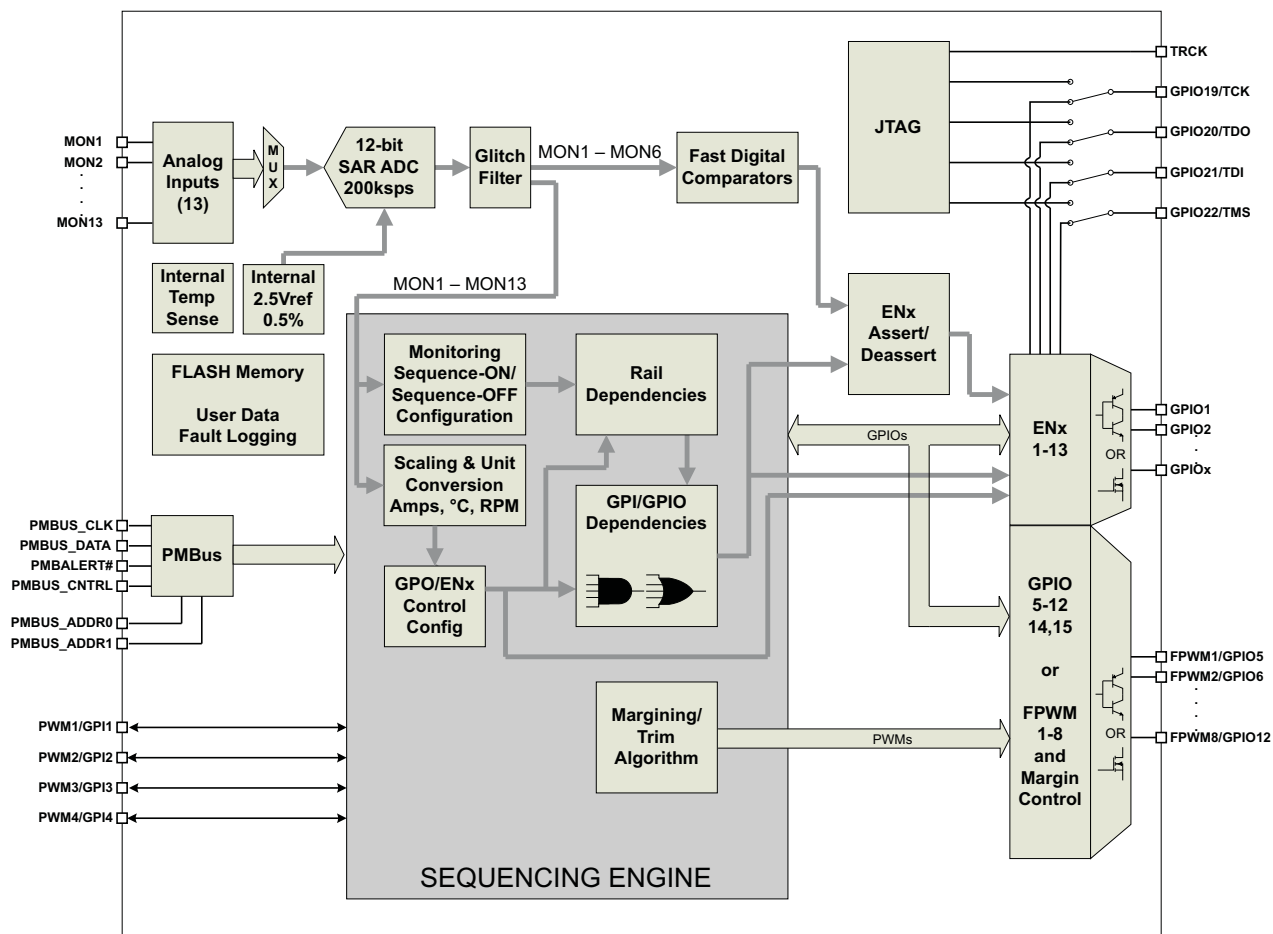 TRCK
GPIO19/TCK
GPIO20/TDO
GPIO21/TDI
GPIO22/TMS
JTAG
MON1
MON2
MON13
Analog
Inputs
(13)
MUX
12-bit
SAR ADC
200ksps
Glitch
Filter
MON1 – MON6
Fast Digital
Comparators
Internal
Temp
Sense
Internal
2.5Vref
0.5%
MON1 – MON13
ENx
Assert/
Deassert
FLASH Memory
User Data
Fault Logging
Monitoring
Sequence-ON/
Sequence-OFF
Configuration
Rail
Dependencies
GPIOs
ENx
1-13
OR
GPIO1
GPIO2
GPIOx
Scaling & Unit
Conversion
Amps, °C, RPM
GPI/GPIO
Dependencies
PMBUS_CLK
PMBUS_DATA
PMBALERT#
PMBUS_CNTRL
PMBUS_ADDR0
PMBUS_ADDR1
PMBus
GPO/ENx
Control
Config
GPIO
5-12
14,15
or
FPWM
1-8
and
Margin
Control
OR
FPWM1/GPIO5
FPWM2/GPIO6
FPWM8/GPIO12
PWM1/GPI1
PWM2/GPI2
PWM3/GPI3
PWM4/GPI4
Margining/
Trim
Algorithm
PWMs
SEQUENCING ENGINE